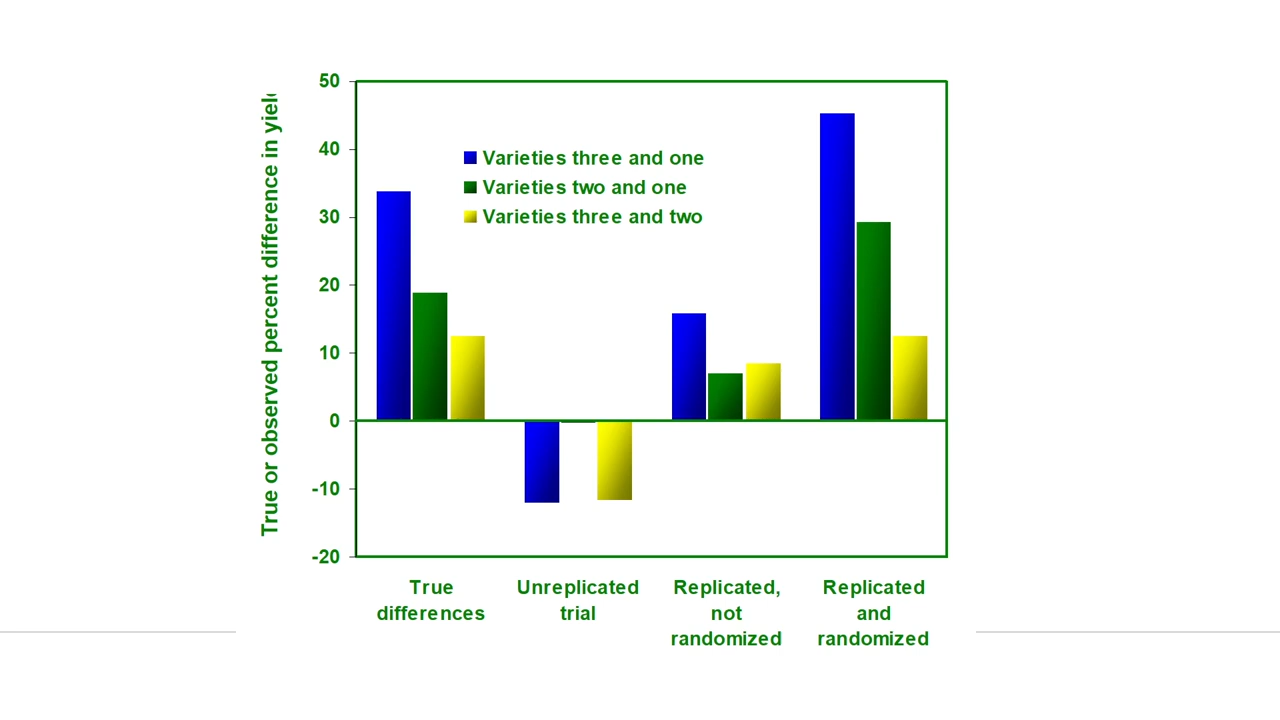 50
40
30
20
10
0
-10
-20
True or observed percent difference in yiel
Varieties three and one
Varieties two and one
Varieties three and two
True
differences
Unreplicated
trial
Replicated,
not
randomized
Replicated
and
randomized